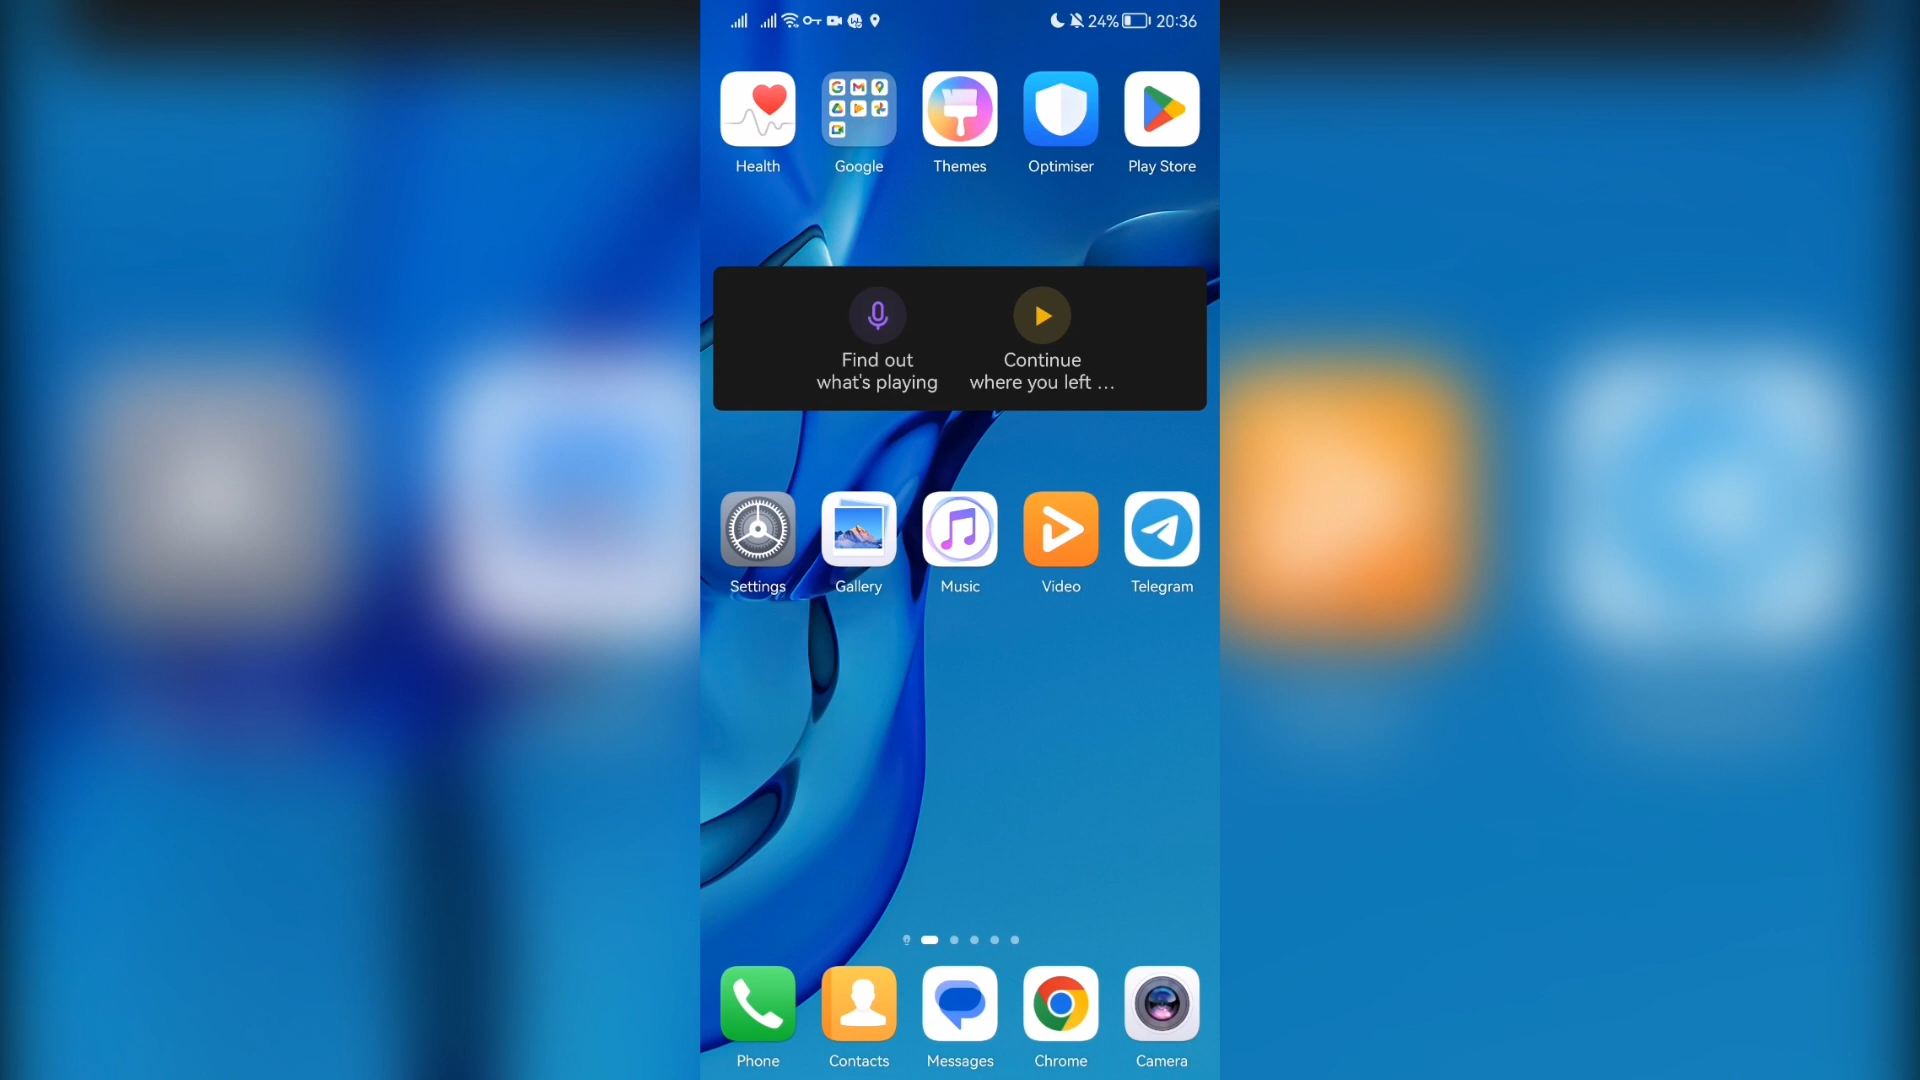 24% 20:36
Health Google Themes Optimiser Play Store
Find out Continue
what's playing where you left ...
Settings Gallery Music Video Telegram
Phone Contacts Messages Chrome Camera